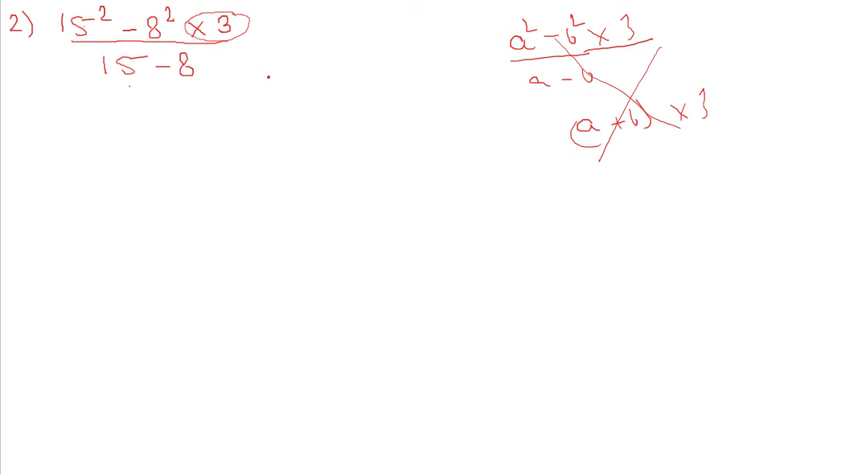 2) 15² - 8² × 3
15 - 8
a² - b² × 3
a - b
(a + b) × 3